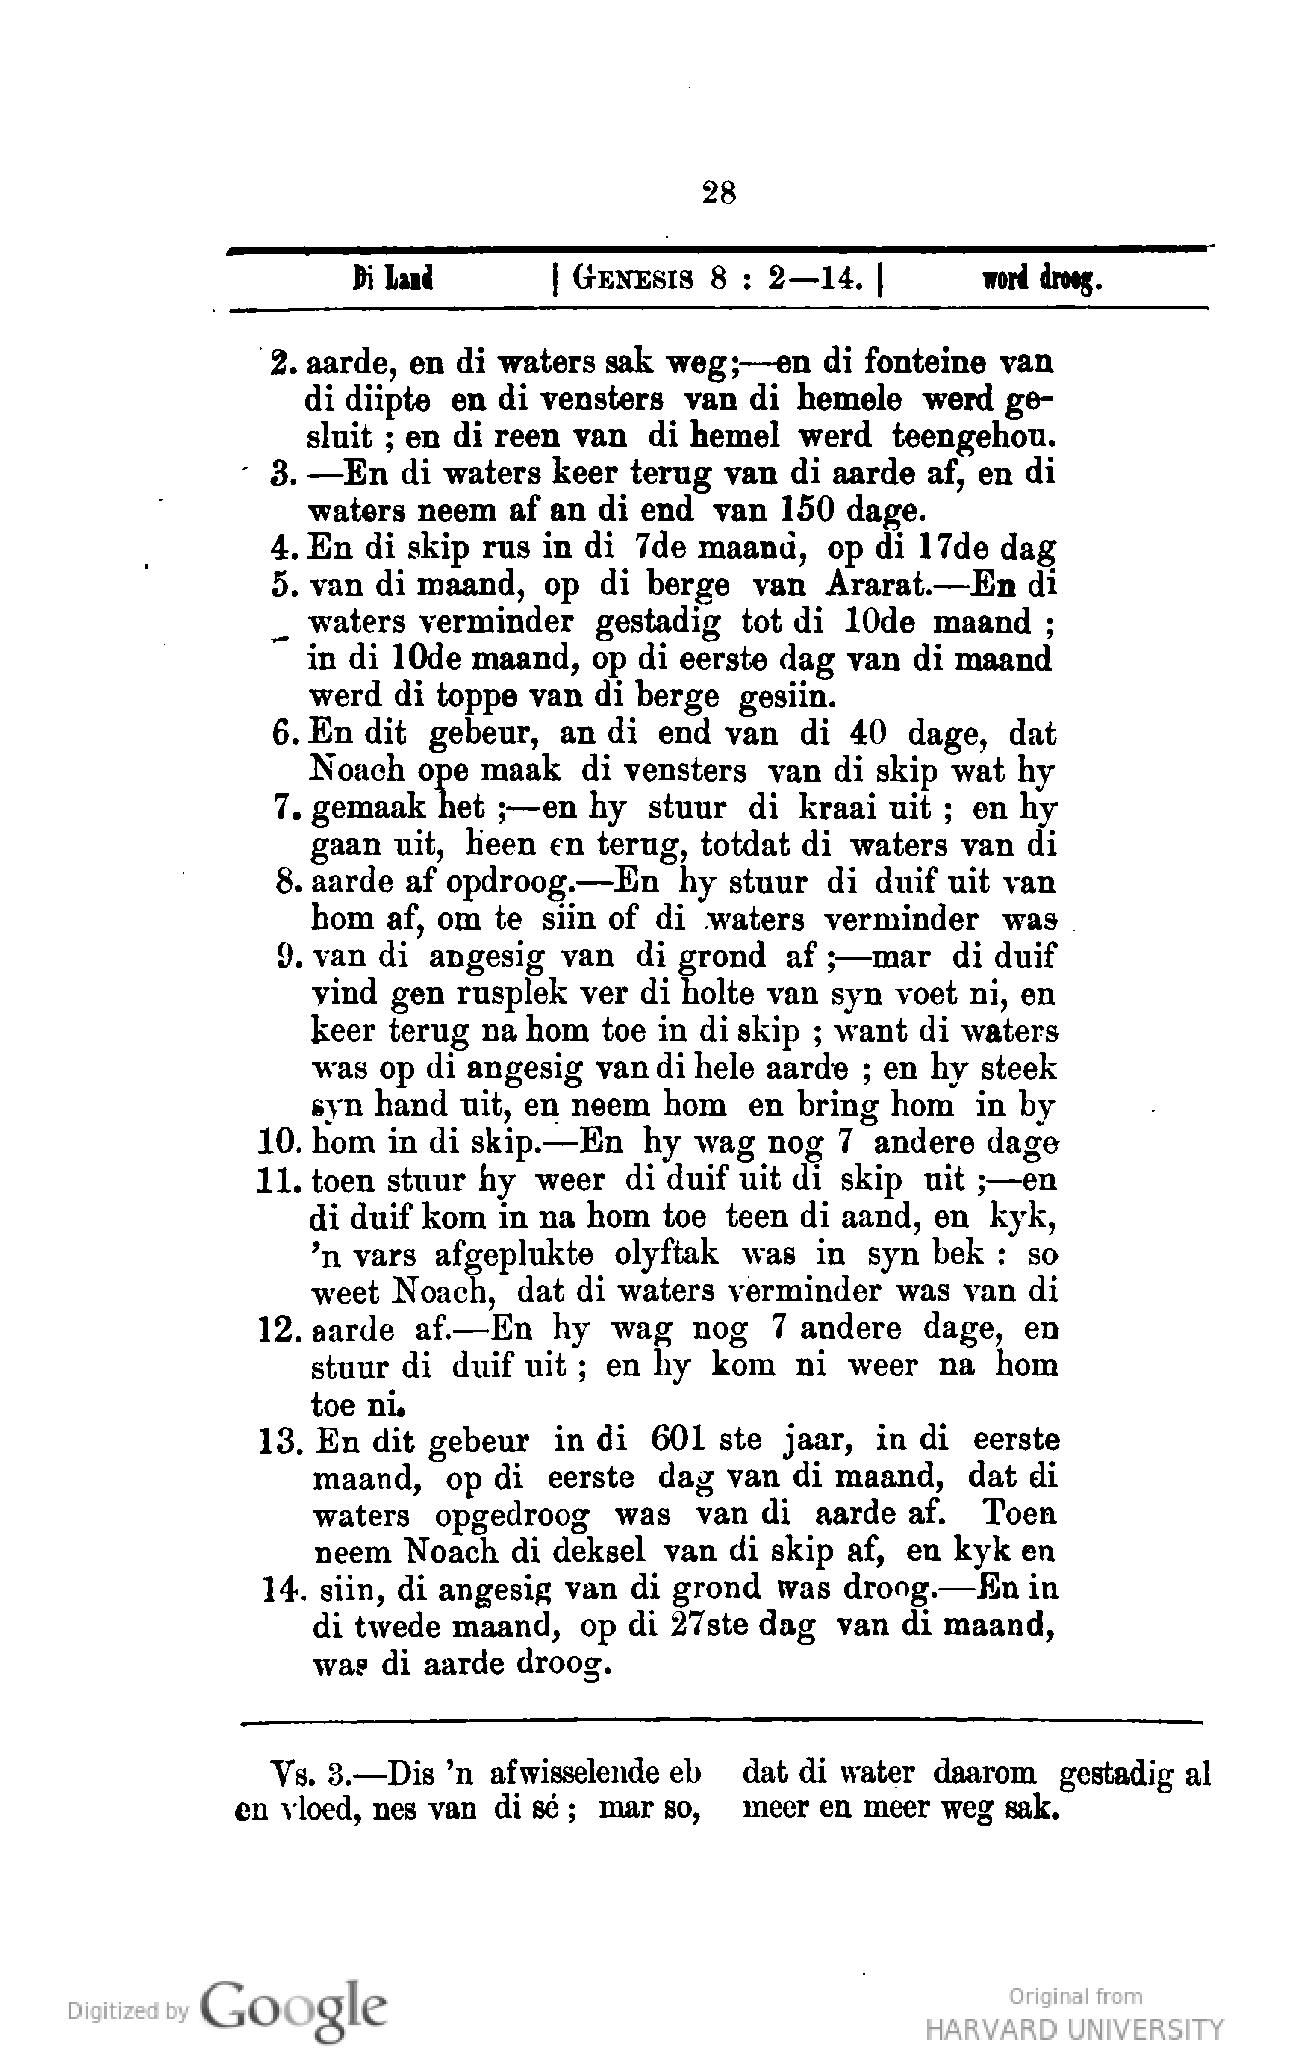 28
Di Land | GENESIS 8 : 2—14. | word droog.
2. aarde, en di waters sak weg;—en di fonteine van
di diipte en di vensters van di hemele werd ge-
sluit ; en di reen van di hemel werd teengehou.
3. —En di waters keer terug van di aarde af, en di
waters neem af an di end van 150 dage.
4. En di skip rus in di 7de maand, op di 17de dag
5. van di maand, op di berge van Ararat.—En di
waters verminder gestadig tot di 10de maand ;
in di 10de maand, op di eerste dag van di maand
werd di toppe van di berge gesiin.
6. En dit gebeur, an di end van di 40 dage, dat
Noach ope maak di vensters van di skip wat hy
7. gemaak het ;—en hy stuur di kraai uit ; en hy
gaan uit, heen en terug, totdat di waters van di
8. aarde af opdroog.—En hy stuur di duif uit van
hom af, om te siin of di waters verminder was
9. van di angesig van di grond af ;—mar di duif
vind gen rusplek ver di holte van syn voet ni, en
keer terug na hom toe in di skip ; want di waters
was op di angesig van di hele aarde ; en hy steek
syn hand uit, en neem hom en bring hom in by
10. hom in di skip.—En hy wag nog 7 andere dage
11. toen stuur hy weer di duif uit di skip uit ;—en
di duif kom in na hom toe teen di aand, en kyk,
’n vars afgeplukte olyftak was in syn bek : so
weet Noach, dat di waters verminder was van di
12. aarde af.—En hy wag nog 7 andere dage, en
stuur di duif uit ; en hy kom ni weer na hom
toe ni.
13. En dit gebeur in di 601 ste jaar, in di eerste
maand, op di eerste dag van di maand, dat di
waters opgedroog was van di aarde af. Toen
neem Noach di deksel van di skip af, en kyk en
14. siin, di angesig van di grond was droog.—En in
di twede maand, op di 27ste dag van di maand,
was di aarde droog.
Vs. 3.—Dis ’n afwisselende eb
en vloed, nes van di sé ; mar so,
dat di water daarom gestadig al
meer en meer weg sak.
Digitized by Google
Original from
HARVARD UNIVERSITY